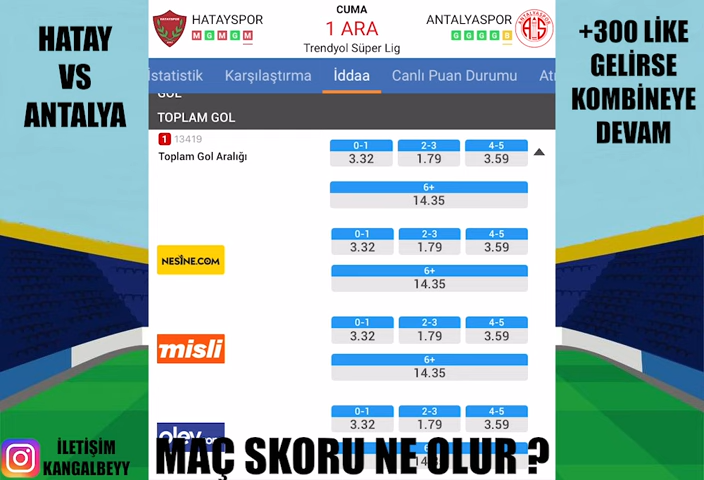 HATAY
VS
ANTALYA
HATAYSPOR
M G M G M
CUMA
1 ARA
Trendyol Süper Lig
ANTALYASPOR
G G G G B
+300 LIKE
GELİRSE
KOMBİNEYE
DEVAM
İstatistik Karşılaştırma İddaa Canlı Puan Durumu
GOL
TOPLAM GOL
1 13419
Toplam Gol Aralığı
0-1 2-3 4-5
3.32 1.79 3.59
6+
14.35
NESİNE.COM
0-1 2-3 4-5
3.32 1.79 3.59
6+
14.35
misli
0-1 2-3 4-5
3.32 1.79 3.59
6+
14.35
0-1 2-3 4-5
3.32 1.79 3.59
6+
İLETİŞİM
KANGALBEYY
MAÇ SKORU NE OLUR ?